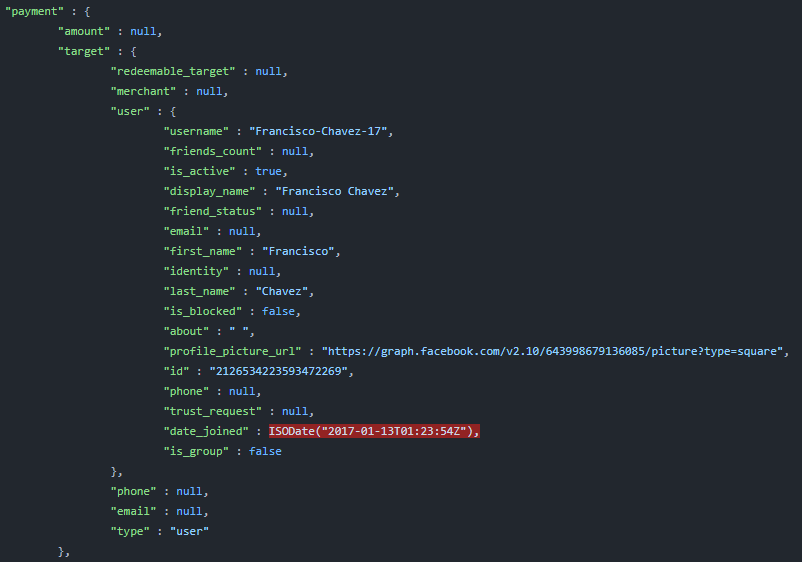 "payment" : {
"amount" : null,
"target" : {
"redeemable_target" : null,
"merchant" : null,
"user" : {
"username" : "Francisco-Chavez-17",
"friends_count" : null,
"is_active" : true,
"display_name" : "Francisco Chavez",
"friend_status" : null,
"email" : null,
"first_name" : "Francisco",
"identity" : null,
"last_name" : "Chavez",
"is_blocked" : false,
"about" : " ",
"profile_picture_url" : "https://graph.facebook.com/v2.10/643998679136085/picture?type=square",
"id" : "2126534223593472269",
"phone" : null,
"trust_request" : null,
"date_joined" : ISODate("2017-01-13T01:23:54Z"),
"is_group" : false
},
"phone" : null,
"email" : null,
"type" : "user"
},